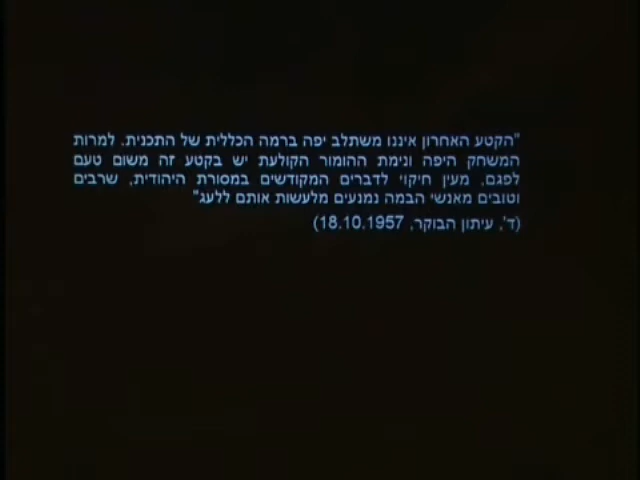 "הקטע האחרון איננו משתלב יפה ברמה הכללית של התכנית. למרות
המשחק היפה ונימת ההומור הקולעת יש בקטע זה משום טעם
לפגם, מעין חיקוי לדברים המקודשים במסורת היהודית, שרבים
וטובים מאנשי הבמה נמנעים מלעשות אותם ללעג"
(ד', עיתון הבוקר, 18.10.1957)